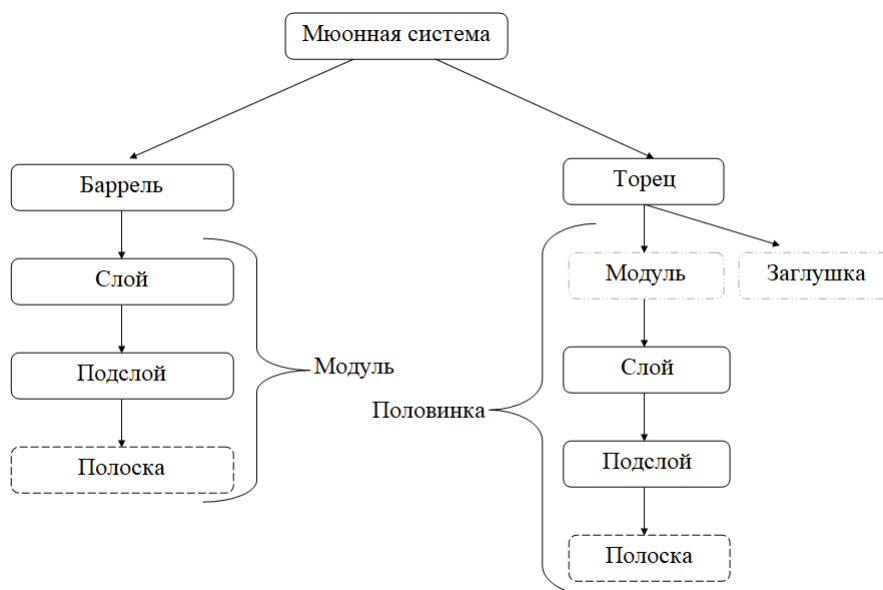 Мюонная система
Баррель
Торец
Слой
Модуль
Заглушка
Подслой
Модуль
Слой
Половинка
Полоска
Подслой
Полоска